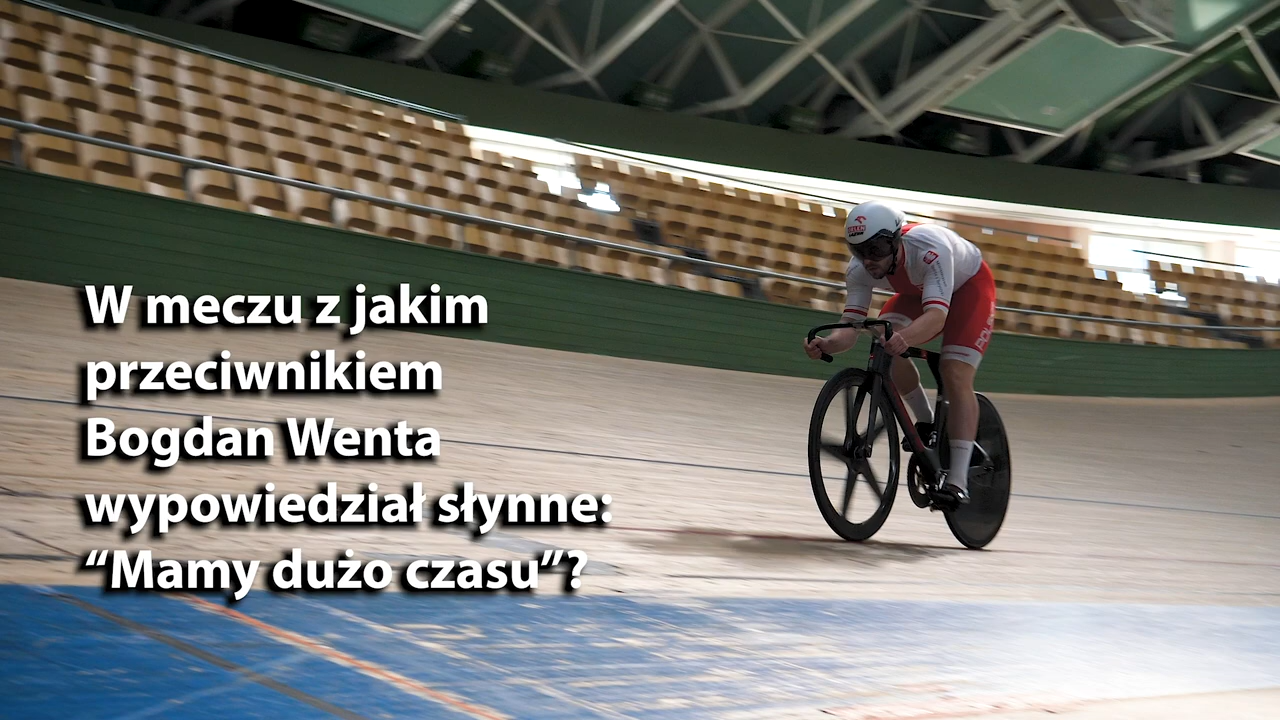 W meczu z jakim
przeciwnikiem
Bogdan Wenta
wypowiedział słynne:
“Mamy dużo czasu”?